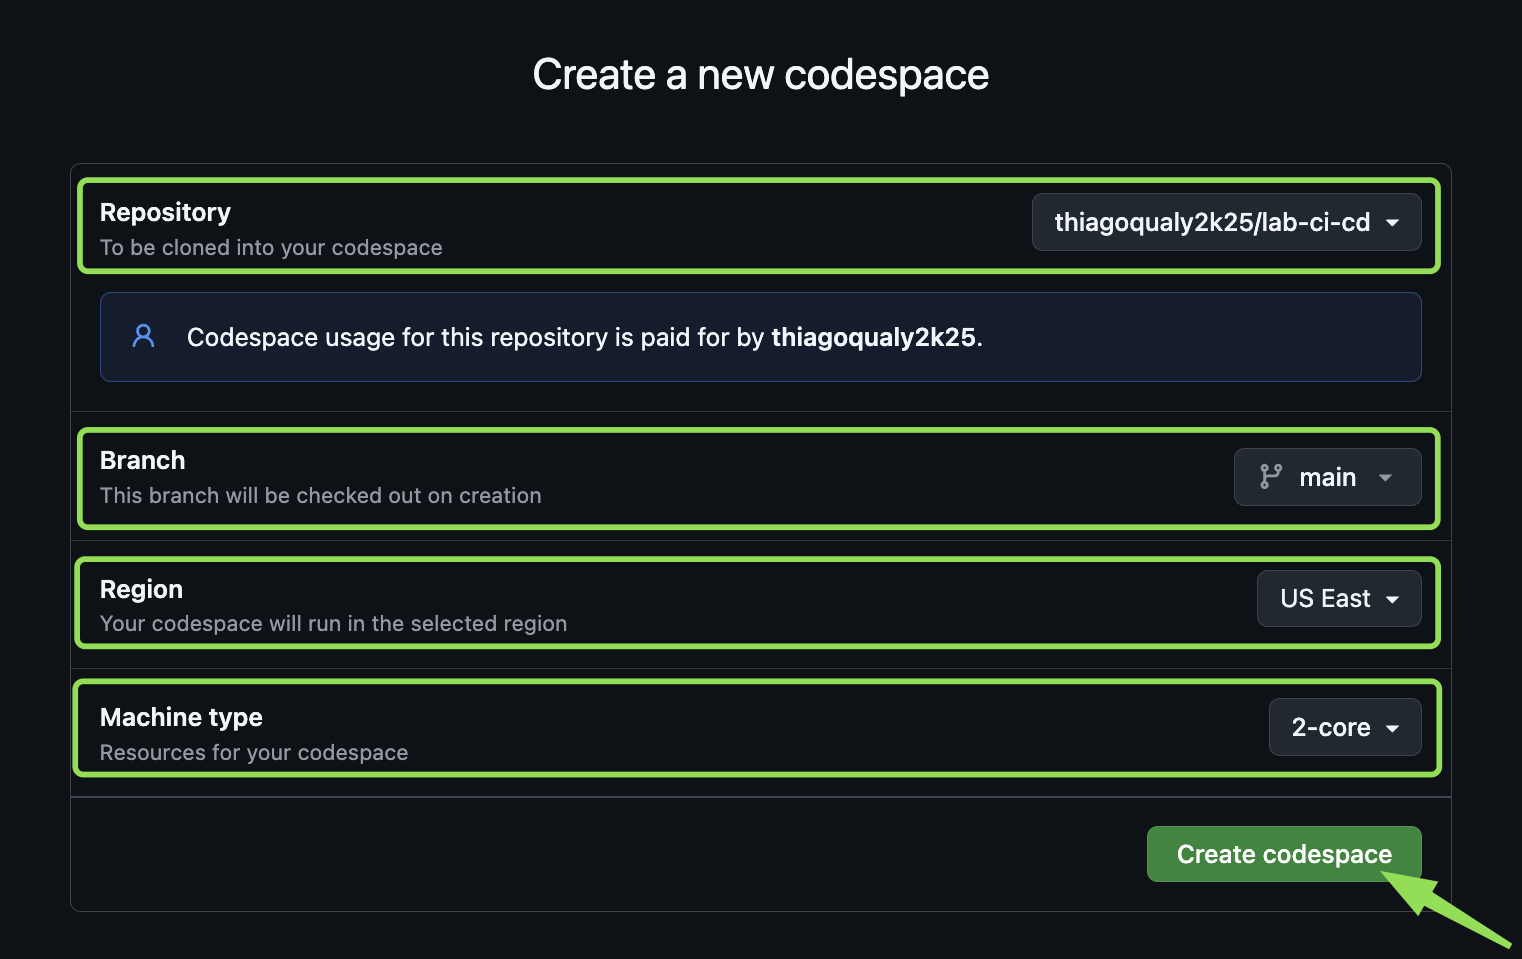 Create a new codespace
Repository
To be cloned into your codespace
thiagoqualy2k25/lab-ci-cd
Codespace usage for this repository is paid for by thiagoqualy2k25.
Branch
This branch will be checked out on creation
main
Region
Your codespace will run in the selected region
US East
Machine type
Resources for your codespace
2-core
Create codespace